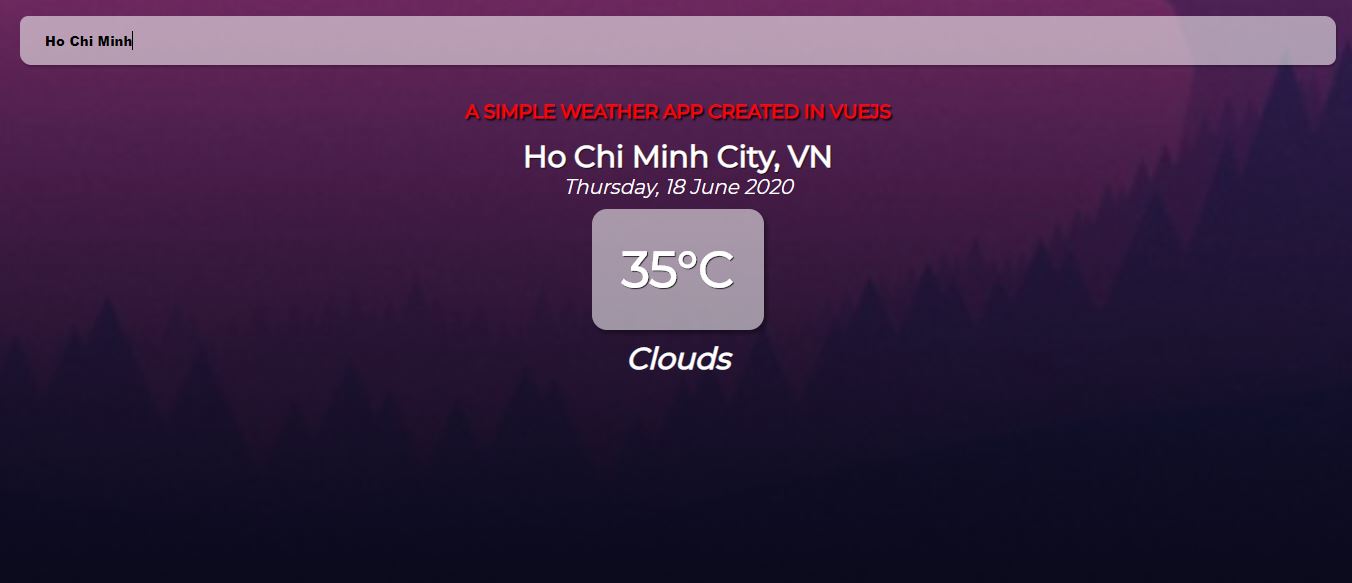 Ho Chi Minh
A SIMPLE WEATHER APP CREATED IN VUEJS
Ho Chi Minh City, VN
Thursday, 18 June 2020
35°C
Clouds